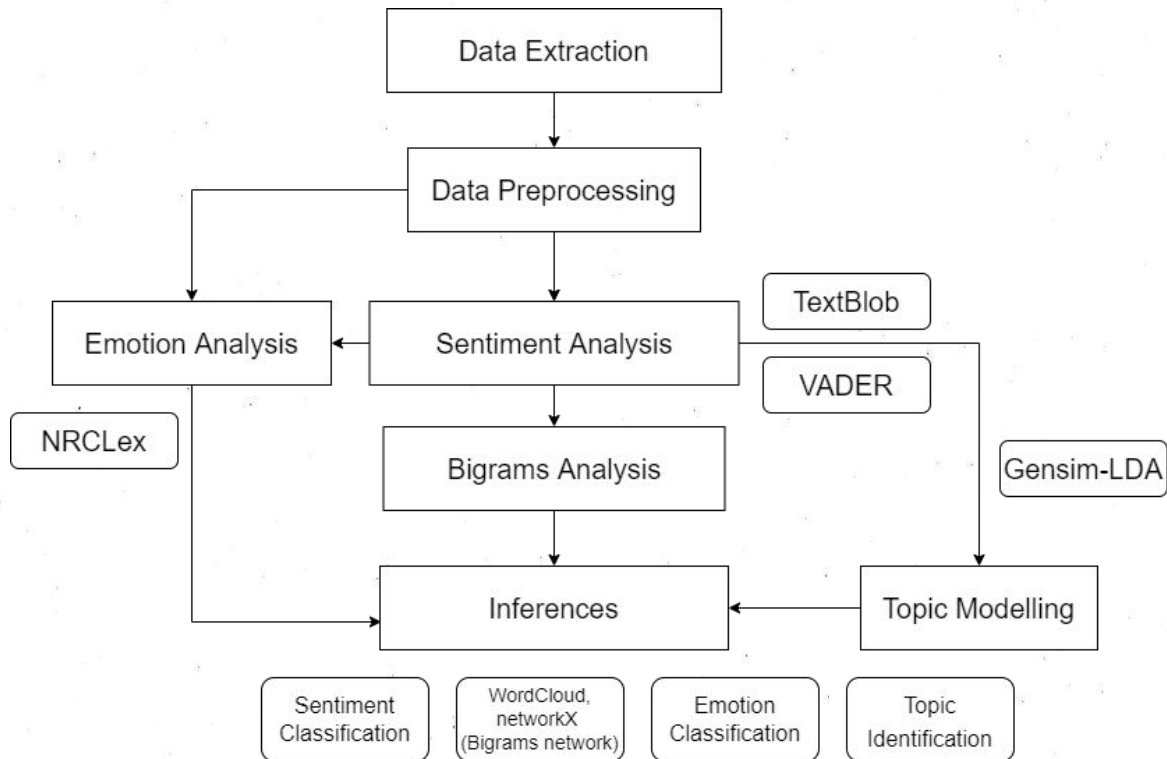 Data Extraction
Data Preprocessing
TextBlob
Emotion Analysis
Sentiment Analysis
VADER
NRCLex
Bigrams Analysis
Gensim-LDA
Inferences
Topic Modelling
Sentiment
Classification
WordCloud,
networkX
(Bigrams network)
Emotion
Classification
Topic
Identification